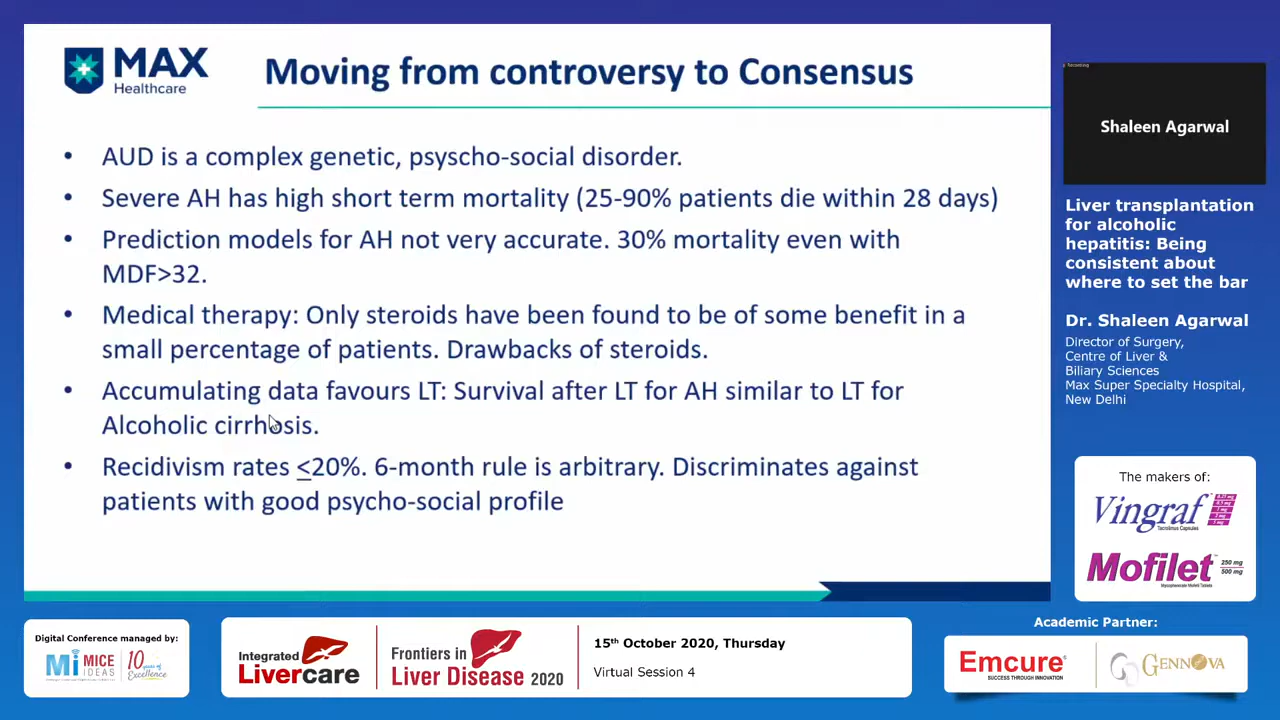 MAX
Healthcare
Moving from controversy to Consensus
• AUD is a complex genetic, psyscho-social disorder.
• Severe AH has high short term mortality (25-90% patients die within 28 days)
• Prediction models for AH not very accurate. 30% mortality even with
MDF>32.
• Medical therapy: Only steroids have been found to be of some benefit in a
small percentage of patients. Drawbacks of steroids.
• Accumulating data favours LT: Survival after LT for AH similar to LT for
Alcoholic cirrhosis.
• Recidivism rates <20%. 6-month rule is arbitrary. Discriminates against
patients with good psycho-social profile
Recording
Shaleen Agarwal
Liver transplantation
for alcoholic
hepatitis: Being
consistent about
where to set the bar
Dr. Shaleen Agarwal
Director of Surgery,
Centre of Liver &
Biliary Sciences
Max Super Specialty Hospital,
New Delhi
The makers of:
Vingraf
Tacrolimus Capsules
Mofilet
250 mg
500 mg
Mycophenolate Mofetil Tablets
Digital Conference managed by:
Mi MICE
IDEAS
10 years of
Excellence
Integrated
Livercare
Frontiers in
Liver Disease 2020
15th October 2020, Thursday
Virtual Session 4
Academic Partner:
Emcure
SUCCESS THROUGH INNOVATION
GENNOVA